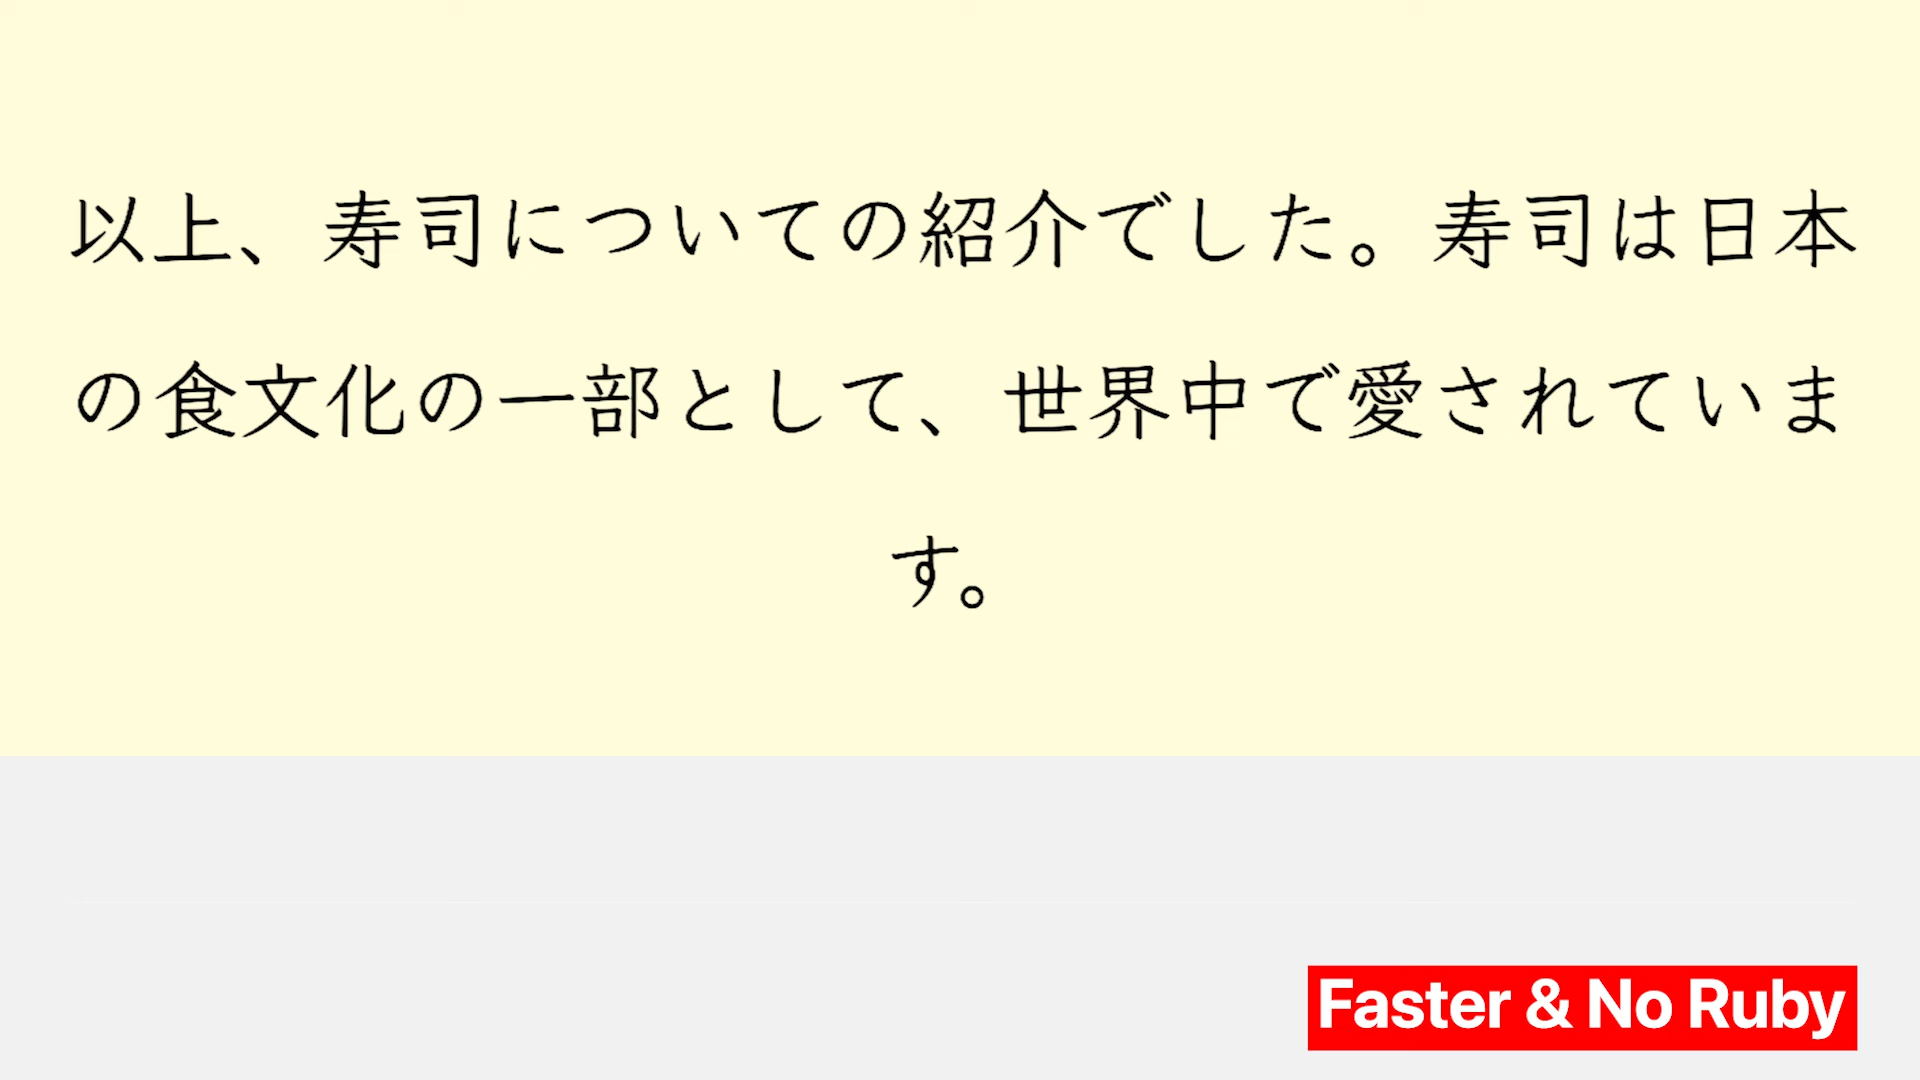 以上、寿司についての紹介でした。寿司は日本
の食文化の一部として、世界中で愛されていま
す。
Faster & No Ruby